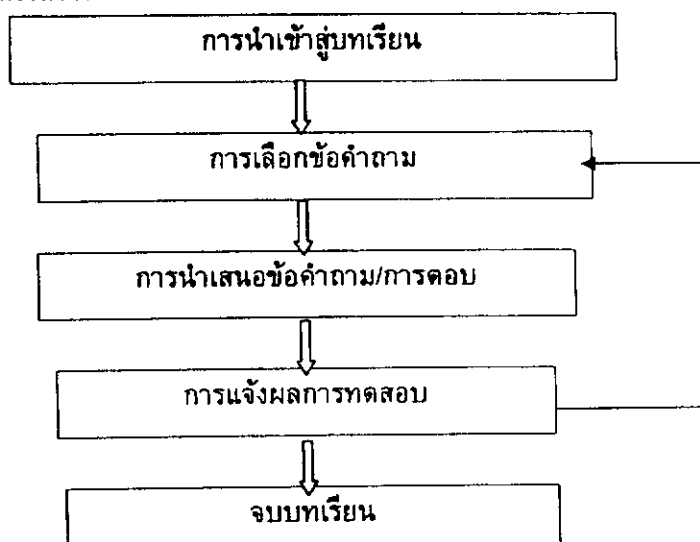 การนำเข้าสู่บทเรียน
การเลือกข้อคำถาม
การนำเสนอข้อคำถาม/การตอบ
การแจ้งผลการทดสอบ
จบบทเรียน